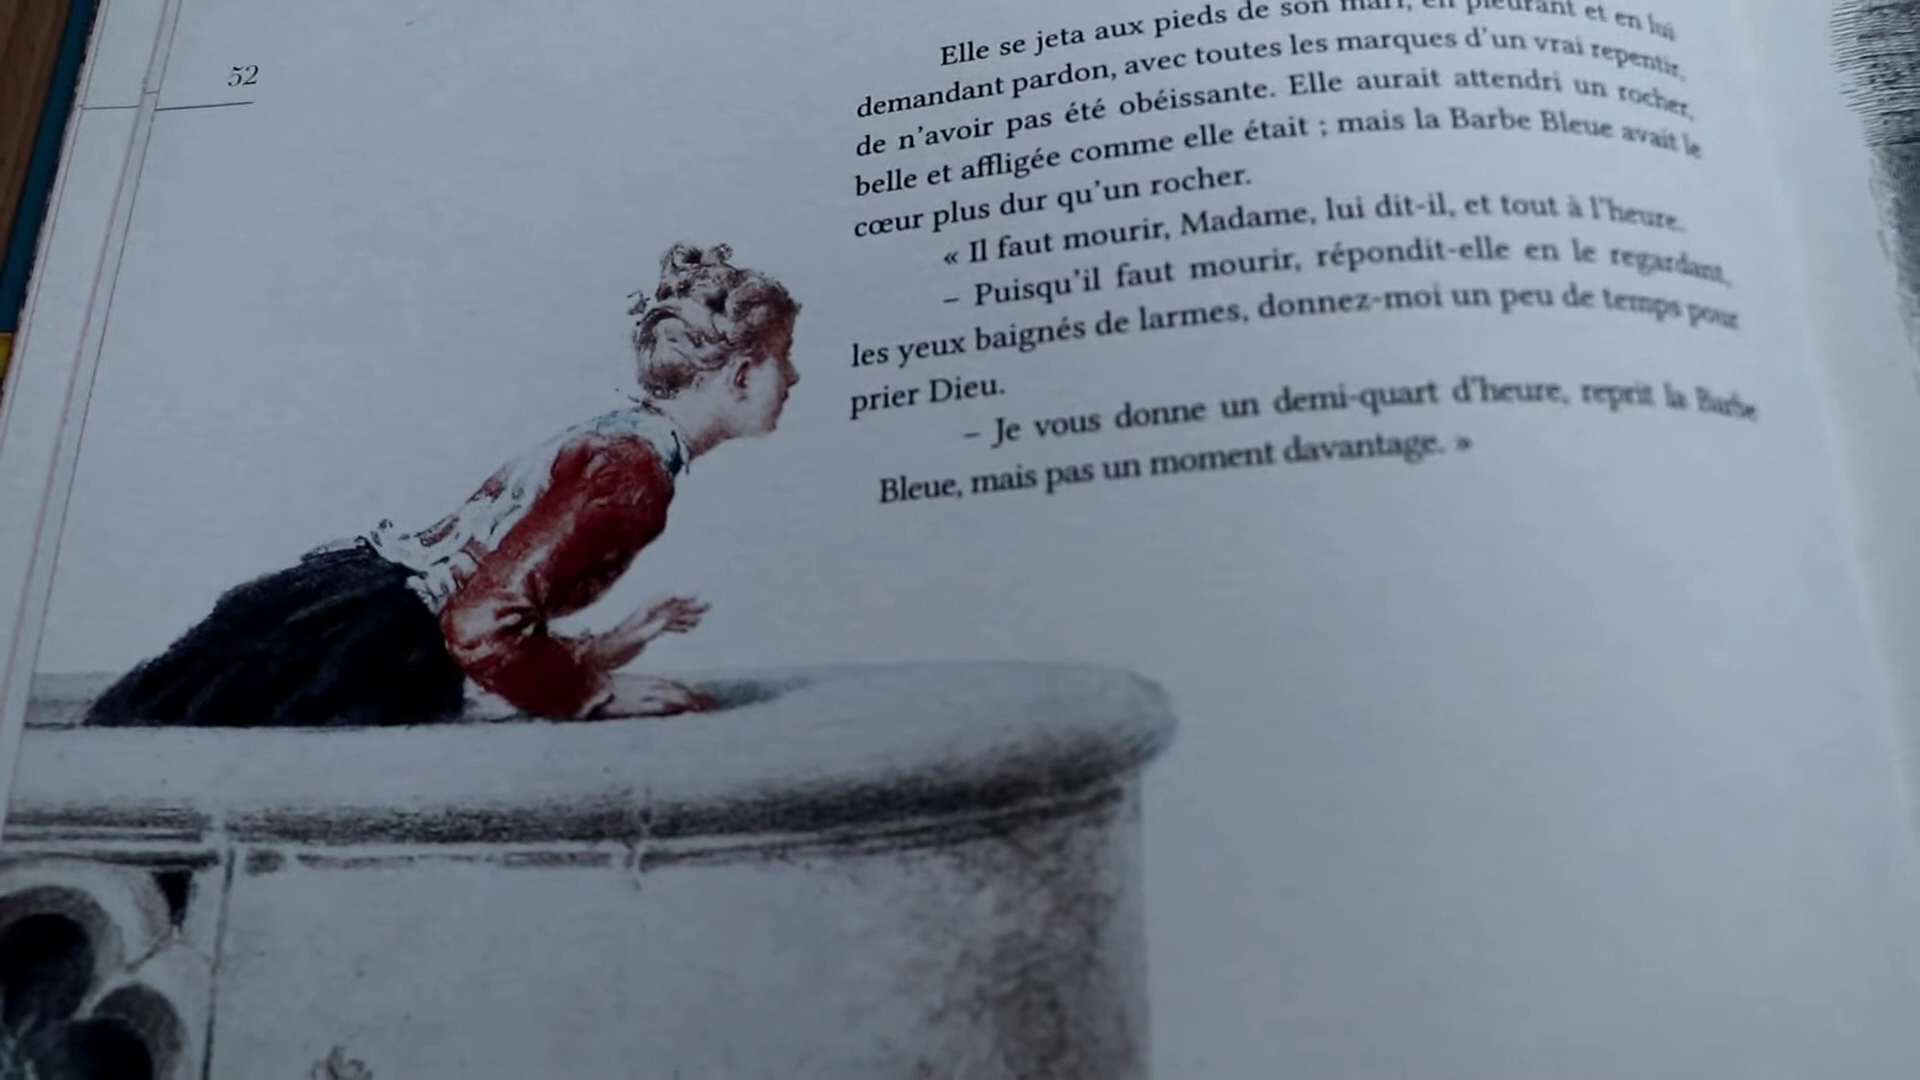 52
Elle se jeta aux pieds de son mari, en pleurant et en lui
demandant pardon, avec toutes les marques d'un vrai repentir,
de n'avoir pas été obéissante. Elle aurait attendri un rocher,
belle et affligée comme elle était ; mais la Barbe Bleue avait le
cœur plus dur qu'un rocher.
« Il faut mourir, Madame, lui dit-il, et tout à l'heure.
– Puisqu'il faut mourir, répondit-elle en le regardant,
les yeux baignés de larmes, donnez-moi un peu de temps pour
prier Dieu.
– Je vous donne un demi-quart d'heure, reprit la Barbe
Bleue, mais pas un moment davantage. »